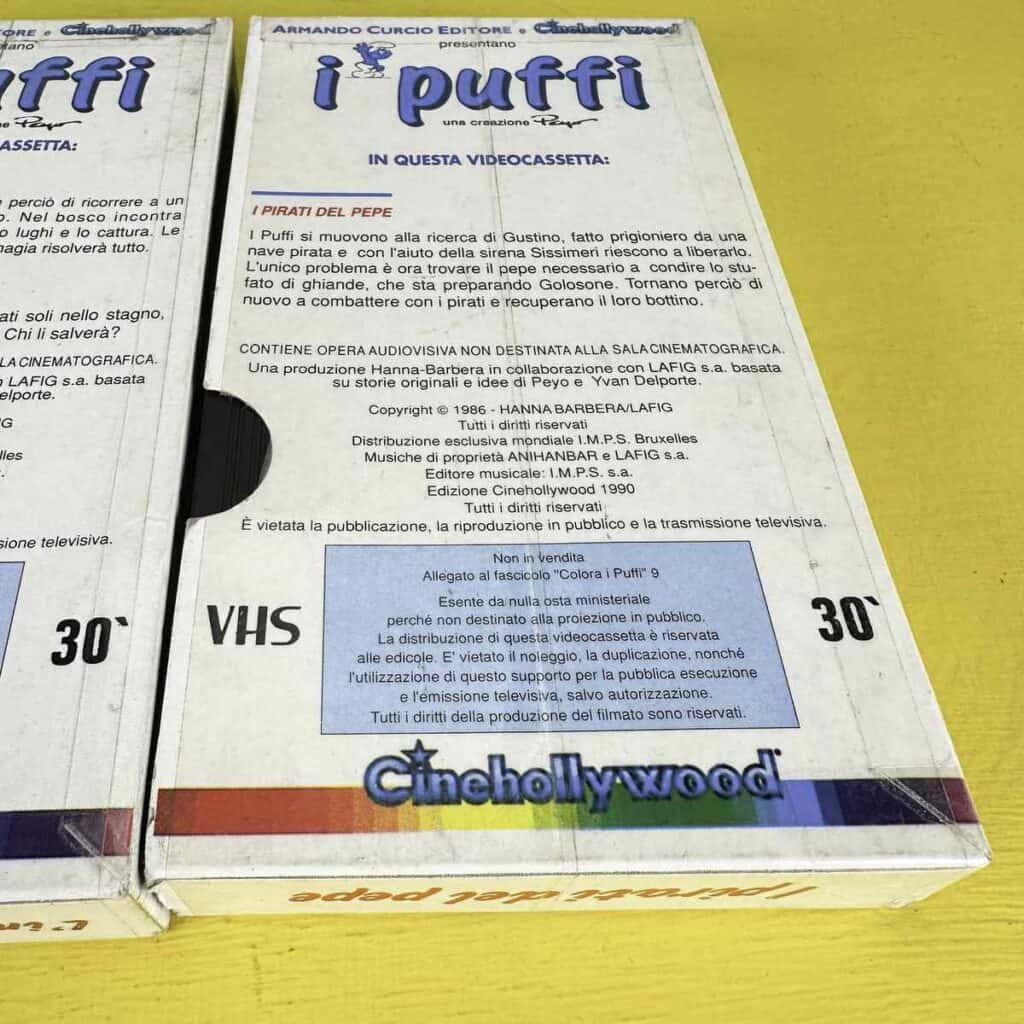 ORE e Cinehollywood
tano
uffi
ne Peyo
ASSETTA:
e perciò di ricorrere a un
o. Nel bosco incontra
o lughi e lo cattura. Le
magia risolverà tutto.
ati soli nello stagno,
Chi li salverà?
LA CINEMATOGRAFICA.
n LAFIG s.a. basata
elporte.
G
lles
.
sione televisiva.
30`
L'in
ARMANDO CURCIO EDITORE e Cinehollywood
presentano
i puffi
una creazione Peyo
IN QUESTA VIDEOCASSETTA:
I PIRATI DEL PEPE
I Puffi si muovono alla ricerca di Gustino, fatto prigioniero da una
nave pirata e con l'aiuto della sirena Sissimeri riescono a liberarlo.
L'unico problema è ora trovare il pepe necessario a condire lo stu-
fato di ghiande, che sta preparando Golosone. Tornano perciò di
nuovo a combattere con i pirati e recuperano il loro bottino.
CONTIENE OPERA AUDIOVISIVA NON DESTINATA ALLA SALA CINEMATOGRAFICA.
Una produzione Hanna-Barbera in collaborazione con LAFIG s.a. basata
su storie originali e idee di Peyo e Yvan Delporte.
Copyright © 1986 - HANNA BARBERA/LAFIG
Tutti i diritti riservati
Distribuzione esclusiva mondiale I.M.P.S. Bruxelles
Musiche di proprietà ANIHANBAR e LAFIG s.a.
Editore musicale: I.M.P.S. s.a.
Edizione Cinehollywood 1990
Tutti i diritti riservati
È vietata la pubblicazione, la riproduzione in pubblico e la trasmissione televisiva.
VHS
Non in vendita
Allegato al fascicolo "Colora i Puffi" 9
Esente da nulla osta ministeriale
perché non destinato alla proiezione in pubblico.
La distribuzione di questa videocassetta è riservata
alle edicole. E' vietato il noleggio, la duplicazione, nonché
l'utilizzazione di questo supporto per la pubblica esecuzione
e l'emissione televisiva, salvo autorizzazione.
Tutti i diritti della produzione del filmato sono riservati.
30`
Cinehollywood
I pirati del pepe